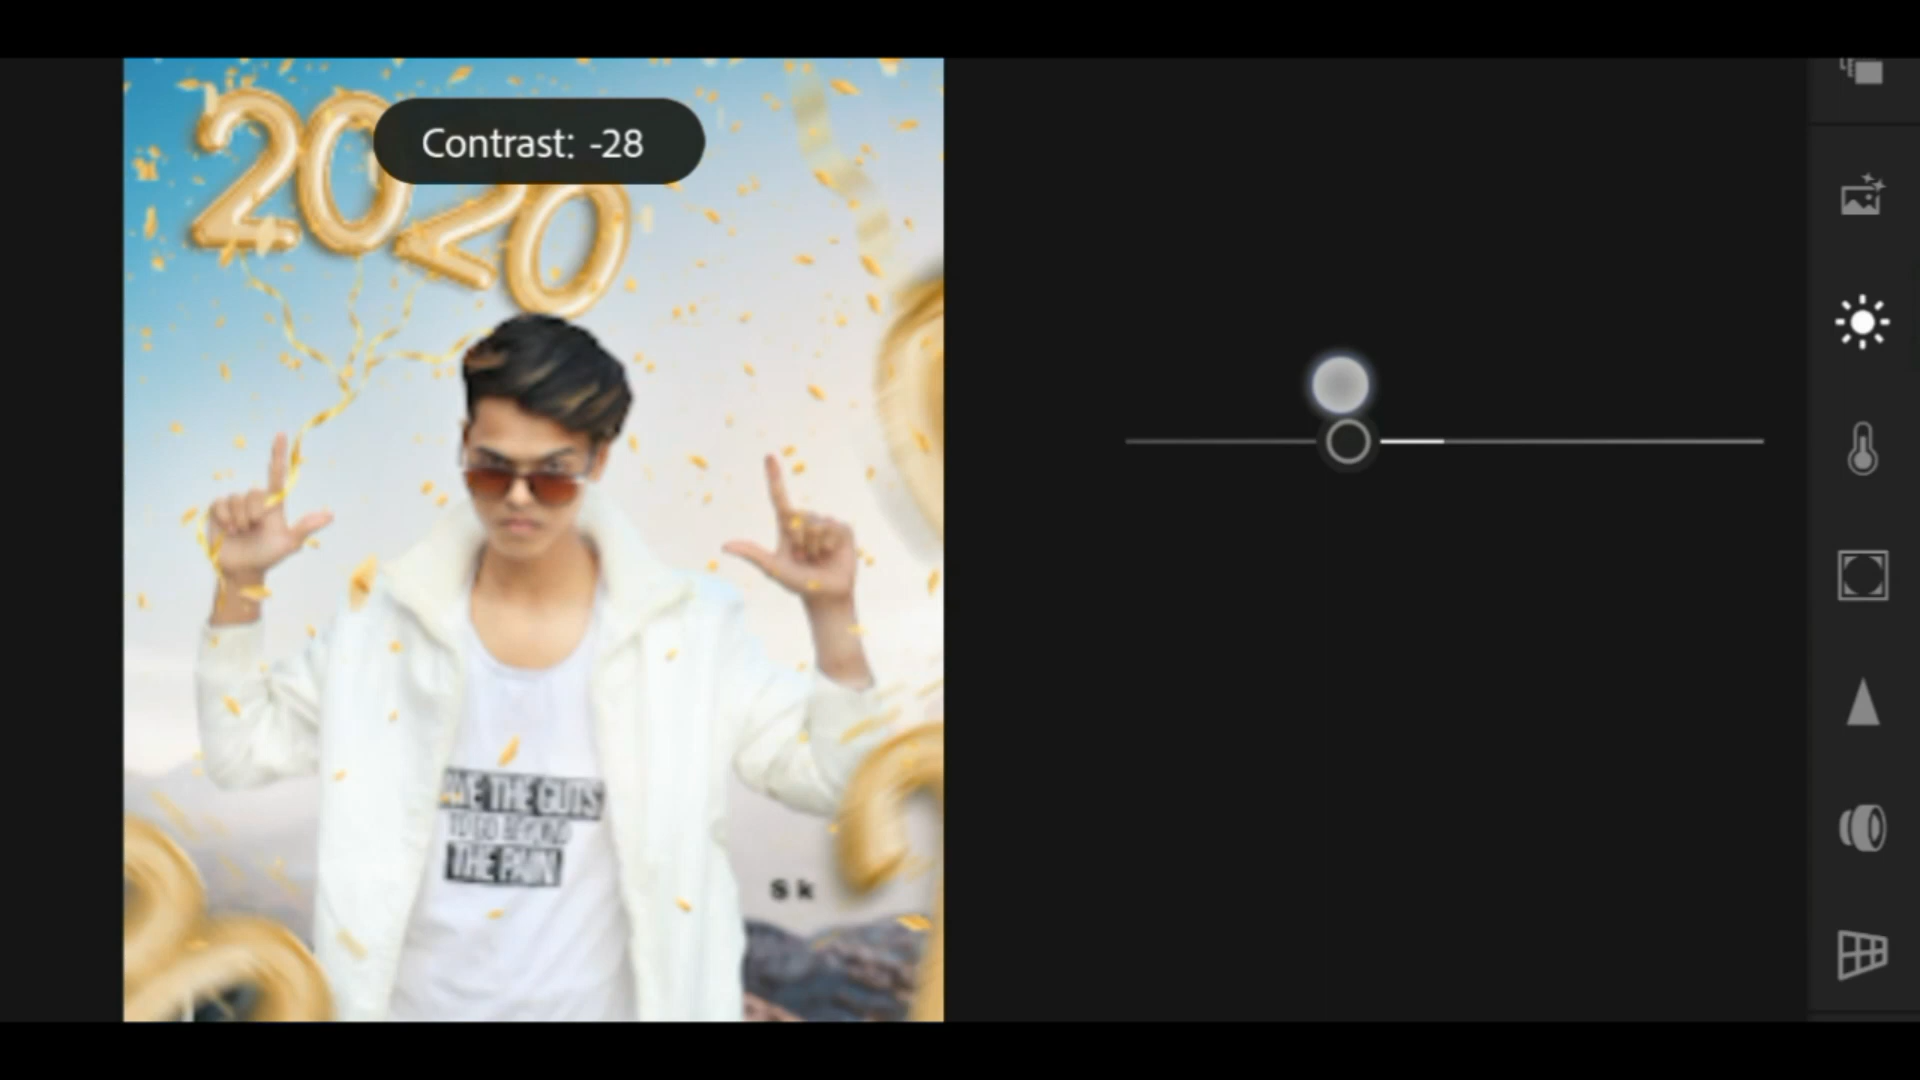 2020
Contrast: -28
THE GUTS
THE PAIN
S k